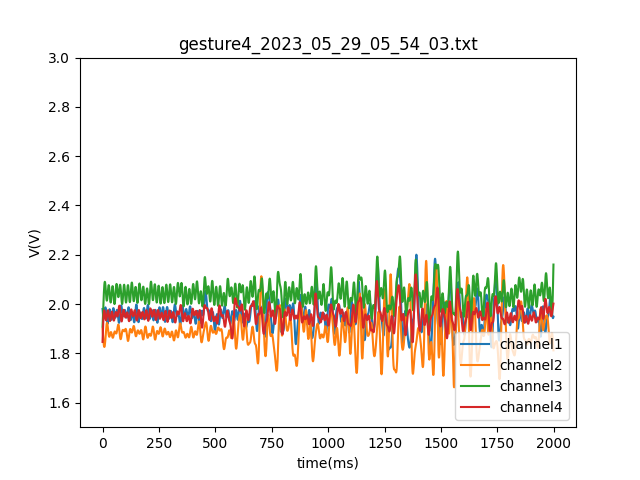 gesture4_2023_05_29_05_54_03.txt
3.0
2.8
2.6
2.4
2.2
2.0
1.8
1.6
V(V)
channel1
channel2
channel3
channel4
0 250 500 750 1000 1250 1500 1750 2000
time(ms)